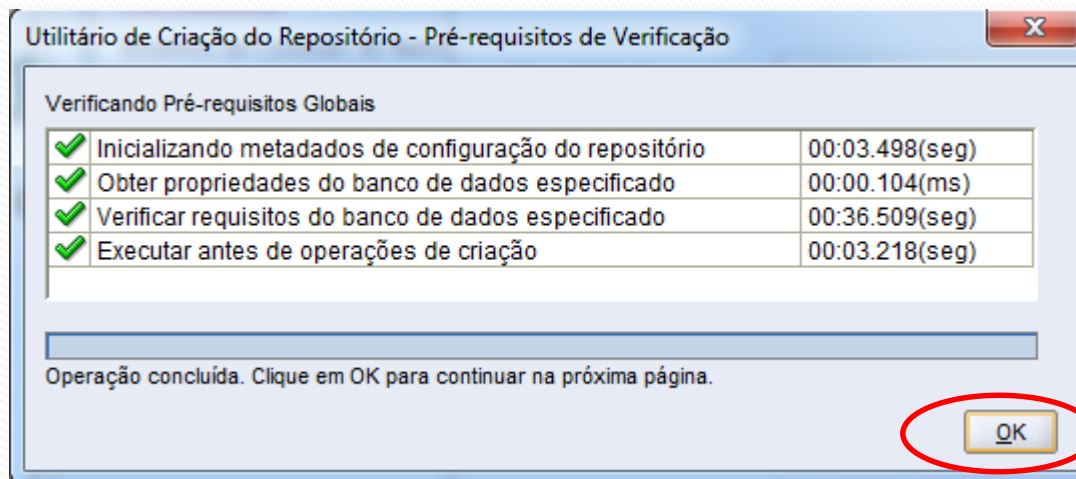 Utilitário de Criação do Repositório - Pré-requisitos de Verificação
Verificando Pré-requisitos Globais
Inicializando metadados de configuração do repositório 00:03.498(seg)
Obter propriedades do banco de dados especificado 00:00.104(ms)
Verificar requisitos do banco de dados especificado 00:36.509(seg)
Executar antes de operações de criação 00:03.218(seg)
Operação concluída. Clique em OK para continuar na próxima página.
OK